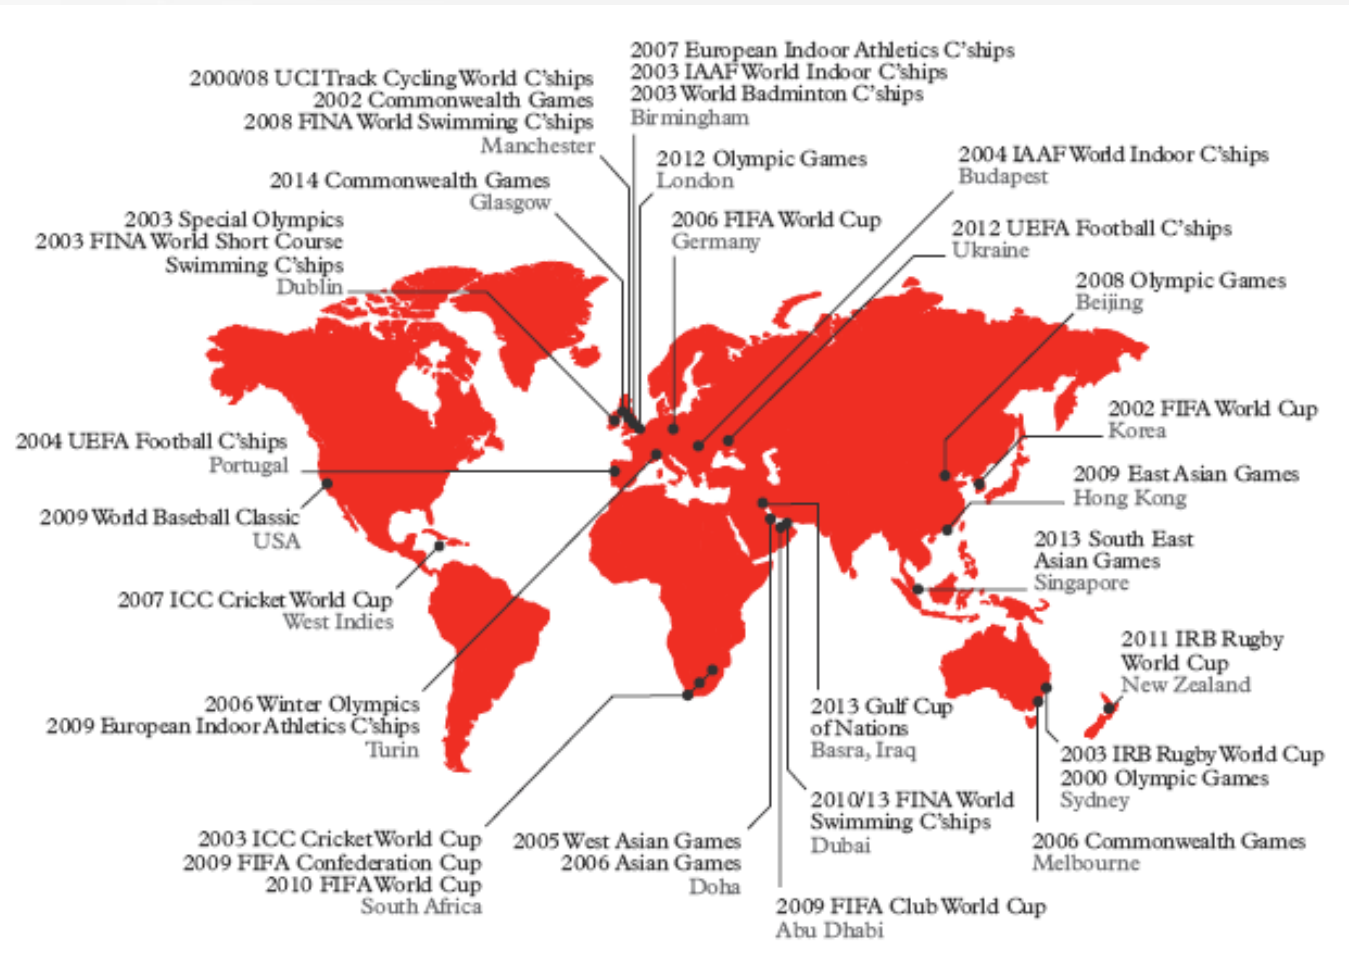 2007 European Indoor Athletics C'ships
2003 IAAF World Indoor C'ships
2003 World Badminton C'ships
Birmingham
2000/08 UCI Track Cycling World C'ships
2002 Commonwealth Games
2008 FINA World Swimming C'ships
Manchester
2012 Olympic Games
London
2004 IAAF World Indoor C'ships
Budapest
2014 Commonwealth Games
Glasgow
2003 Special Olympics
2003 FINA World Short Course
Swimming C'ships
Dublin
2006 FIFA World Cup
Germany
2012 UEFA Football C'ships
Ukraine
2008 Olympic Games
Beijing
2002 FIFA World Cup
Korea
2004 UEFA Football C'ships
Portugal
2009 East Asian Games
Hong Kong
2009 World Baseball Classic
USA
2013 South East
Asian Games
Singapore
2007 ICC Cricket World Cup
West Indies
2011 IRB Rugby
World Cup
New Zealand
2006 Winter Olympics
2009 European Indoor Athletics C'ships
Turin
2013 Gulf Cup
of Nations
Basra, Iraq
2003 IRB Rugby World Cup
2000 Olympic Games
Sydney
2010/13 FINA World
Swimming C'ships
Dubai
2003 ICC Cricket World Cup
2009 FIFA Confederation Cup
2010 FIFA World Cup
South Africa
2005 West Asian Games
2006 Asian Games
Doha
2006 Commonwealth Games
Melbourne
2009 FIFA Club World Cup
Abu Dhabi